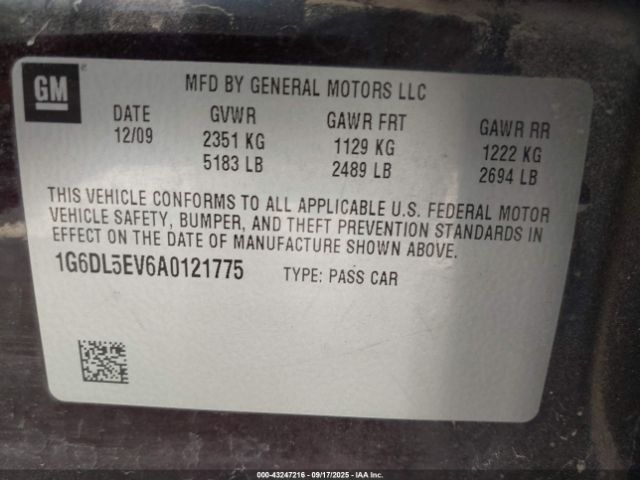 GM
MFD BY GENERAL MOTORS LLC
DATE GVWR GAWR FRT GAWR RR
12/09 2351 KG 1129 KG 1222 KG
5183 LB 2489 LB 2694 LB
THIS VEHICLE CONFORMS TO ALL APPLICABLE U.S. FEDERAL MOTOR
VEHICLE SAFETY, BUMPER, AND THEFT PREVENTION STANDARDS IN
EFFECT ON THE DATE OF MANUFACTURE SHOWN ABOVE.
1G6DL5EV6A0121775 TYPE: PASS CAR
© 90-43247216 - 09/17/2025 - IAA Inc.